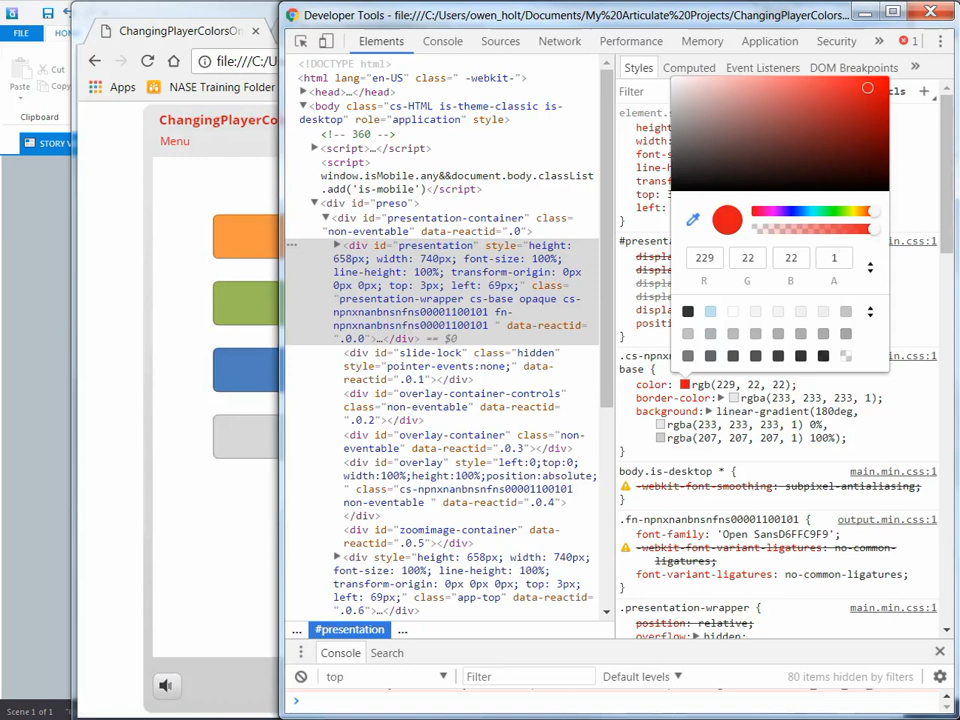 FILE
HOM
Paste
Cut
Cop
Clipboard
STORY V
Scene 1 of 1
ChangingPlayerColorsOn
file:///C:/U
Apps
NASE Training Folder
ChangingPlayerCo
Menu
Developer Tools - file:///C:/Users/owen_holt/Documents/My%20Articulate%20Projects/ChangingPlayerColors...
Elements
Console
Sources
Network
Performance
Memory
Application
Security
»
1
<!DOCTYPE html>
<html lang="en-US" class=" -webkit-">
<head>…</head>
<body class="cs-HTML is-theme-classic is-
desktop" role="application" style>
<!-- 360 -->
<script>…</script>
<script>
window.isMobile.any&&document.body.classList
.add('is-mobile')</script>
<div id="preso">
<div id="presentation-container" class=
"non-eventable" data-reactid=".0">
<div id="presentation" style="height:
658px; width: 740px; font-size: 100%;
line-height: 100%; transform-origin: 0px
0px 0px; top: 3px; left: 69px;" class=
"presentation-wrapper cs-base opaque cs-
npnxnanbnsnfns00001100101 fn-
npnxnanbnsnfns00001100101 " data-reactid=
".0.0">…</div> == $0
<div id="slide-lock" class="hidden"
style="pointer-events:none;" data-
reactid=".0.1"></div>
<div id="overlay-container-controls"
class="non-eventable" data-reactid=
".0.2"></div>
<div id="overlay-container" class="non-
eventable" data-reactid=".0.3"></div>
<div id="overlay" style="left:0;top:0;
width:100%;height:100%;position:absolute;
" class="cs-npnxnanbnsnfns00001100101
non-eventable " data-reactid=".0.4">
</div>
<div id="zoomimage-container" data-
reactid=".0.5"></div>
<div style="height: 658px; width: 740px;
font-size: 100%; line-height: 100%;
transform-origin: 0px 0px 0px; top: 3px;
left: 69px;" class="app-top" data-
reactid=".0.6">…</div>
...
#presentation
...
Styles
Computed
Event Listeners
DOM Breakpoints
»
Filter
cls
+
element.s
heigh
width
font-s
line-h
transf
top: 3
left:
}
#present
displa
positi
}
229
22
22
1
R
G
B
A
.cs-npnx
base {
color: rgb(229, 22, 22);
border-color: rgba(233, 233, 233, 1);
background: linear-gradient(180deg,
rgba(233, 233, 233, 1) 0%,
rgba(207, 207, 207, 1) 100%);
}
body.is-desktop * {
main.min.css:1
-webkit-font-smoothing: subpixel-antialiasing;
}
.fn-npnxnanbnsnfns00001100101
output.min.css:1
{
font-family: 'Open SansD6FFC9F9';
-webkit-font-variant-ligatures: no-common-
ligatures;
font-variant-ligatures: no-common-ligatures;
}
.presentation-wrapper {
main.min.css:1
position: relative;
overflow: hidden;
Console
Search
top
Filter
Default levels
80 items hidden by filters
>